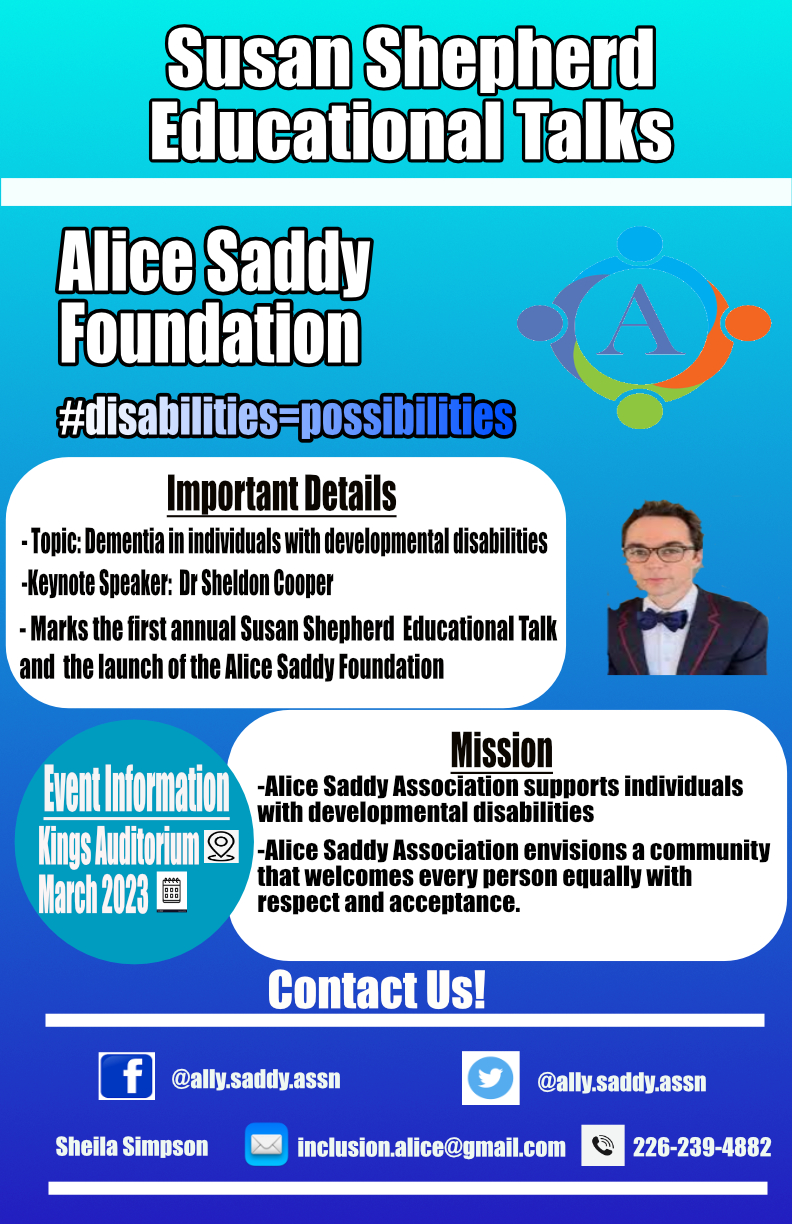 Susan Shepherd
Educational Talks
Alice Saddy
Foundation
A
#disabilities=possibilities
Important Details
- Topic: Dementia in individuals with developmental disabilities
-Keynote Speaker: Dr Sheldon Cooper
- Marks the first annual Susan Shepherd Educational Talk
and the launch of the Alice Saddy Foundation
Event Information
Kings Auditorium
March 2023
Mission
-Alice Saddy Association supports individuals
with developmental disabilities
-Alice Saddy Association envisions a community
that welcomes every person equally with
respect and acceptance.
Contact Us!
f @ally.saddy.assn
@ally.saddy.assn
Sheila Simpson
inclusion.alice@gmail.com
226-239-4882